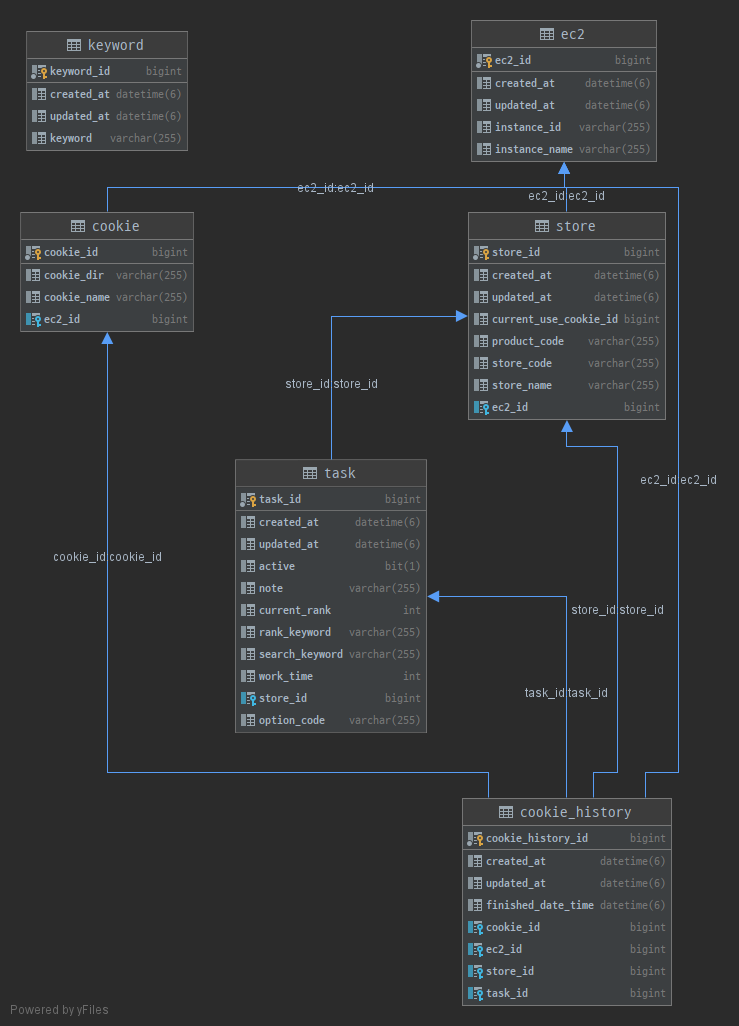 keyword
keyword_id bigint
created_at datetime(6)
updated_at datetime(6)
keyword varchar(255)
ec2
ec2_id bigint
created_at datetime(6)
updated_at datetime(6)
instance_id varchar(255)
instance_name varchar(255)
ec2_id:ec2_id
ec2_id:ec2_id
cookie
cookie_id bigint
cookie_dir varchar(255)
cookie_name varchar(255)
ec2_id bigint
store
store_id bigint
created_at datetime(6)
updated_at datetime(6)
current_use_cookie_id bigint
product_code varchar(255)
store_code varchar(255)
store_name varchar(255)
ec2_id bigint
store_id:store_id
ec2_id:ec2_id
task
task_id bigint
created_at datetime(6)
updated_at datetime(6)
active bit(1)
note varchar(255)
current_rank int
rank_keyword varchar(255)
search_keyword varchar(255)
work_time int
store_id bigint
option_code varchar(255)
cookie_id:cookie_id
store_id:store_id
task_id:task_id
cookie_history
cookie_history_id bigint
created_at datetime(6)
updated_at datetime(6)
finished_date_time datetime(6)
cookie_id bigint
ec2_id bigint
store_id bigint
task_id bigint
Powered by yFiles